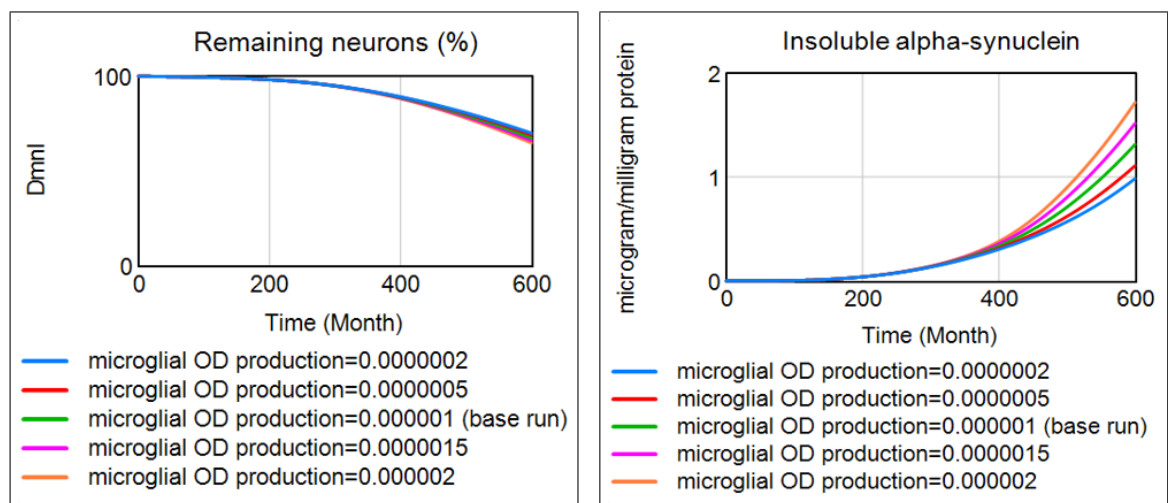 Remaining neurons (%)
100
Dmnl
0
0 200 400 600
Time (Month)
microglial OD production=0.0000002
microglial OD production=0.0000005
microglial OD production=0.000001 (base run)
microglial OD production=0.0000015
microglial OD production=0.000002
Insoluble alpha-synuclein
microgram/milligram protein
2
1
0
0 200 400 600
Time (Month)
microglial OD production=0.0000002
microglial OD production=0.0000005
microglial OD production=0.000001 (base run)
microglial OD production=0.0000015
microglial OD production=0.000002